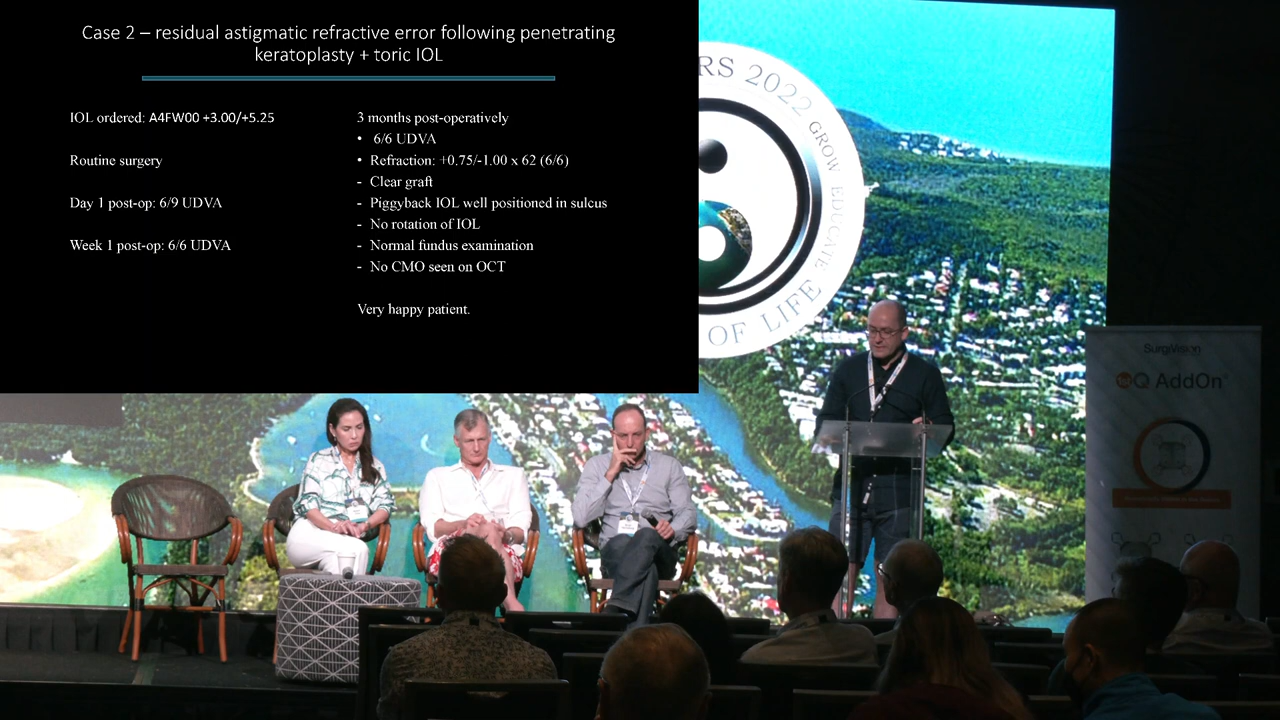 Case 2 – residual astigmatic refractive error following penetrating
keratoplasty + toric IOL
IOL ordered: A4FW00 +3.00/+5.25
Routine surgery
Day 1 post-op: 6/9 UDVA
Week 1 post-op: 6/6 UDVA
3 months post-operatively
• 6/6 UDVA
• Refraction: +0.75/-1.00 x 62 (6/6)
- Clear graft
- Piggyback IOL well positioned in sulcus
- No rotation of IOL
- Normal fundus examination
- No CMO seen on OCT
Very happy patient.
RS 2022
GROW EDUCATE
OF LIFE
SurgiVision
1stQ AddOn